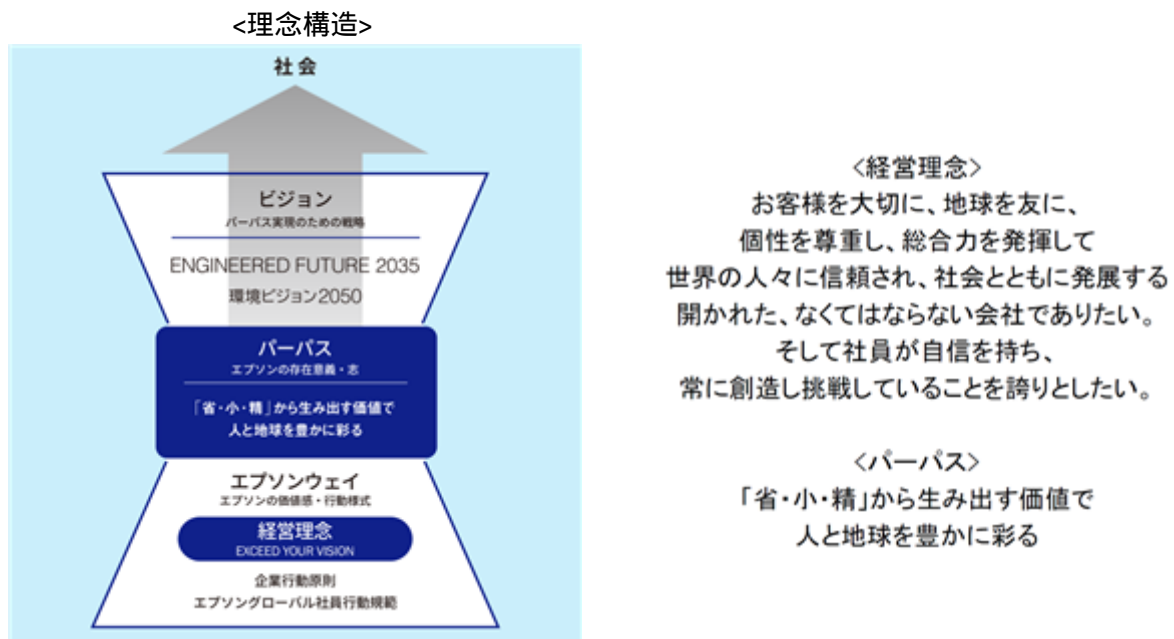 <理念構造>
社会
ビジョン
パーパス実現のための戦略
ENGINEERED FUTURE 2035
環境ビジョン2050
パーパス
エプソンの存在意義・志
「省・小・精」から生み出す価値で
人と地球を豊かに彩る
エプソンウェイ
エプソンの価値感・行動様式
経営理念
EXCEED YOUR VISION
企業行動原則
エプソングローバル社員行動規範
<経営理念>
お客様を大切に、地球を友に、
個性を尊重し、総合力を発揮して
世界の人々に信頼され、社会とともに発展する
開かれた、なくてはならない会社でありたい。
そして社員が自信を持ち、
常に創造し挑戦していることを誇りとしたい。
<パーパス>
「省・小・精」から生み出す価値で
人と地球を豊かに彩る